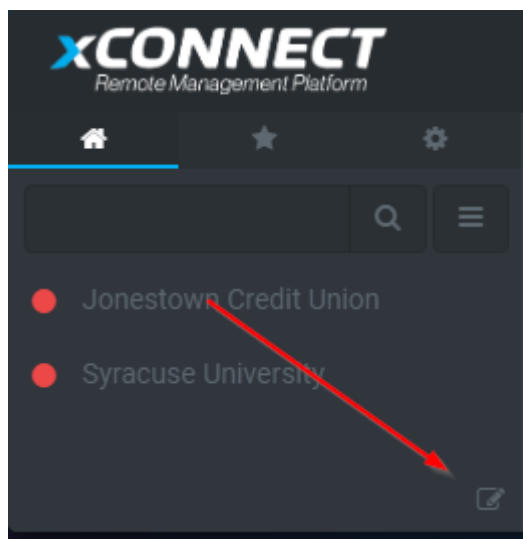 xCONNECT
Remote Management Platform
Jonestown Credit Union
Syracuse University